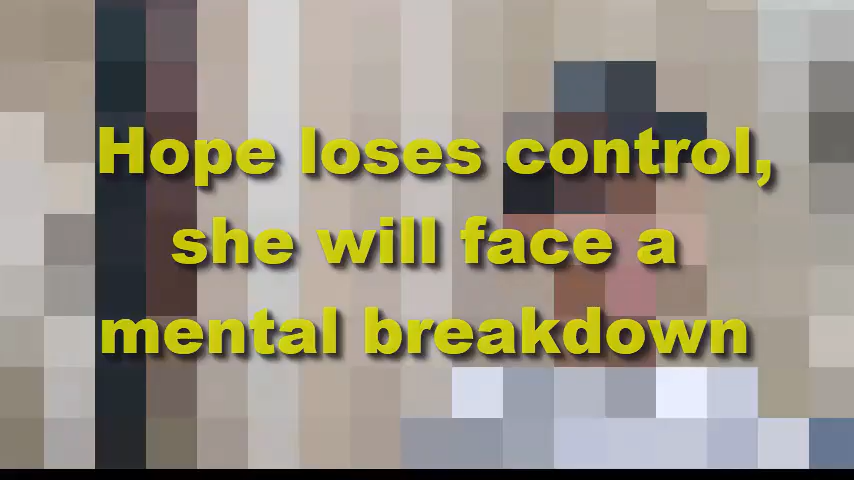 Hope loses control,
she will face a
mental breakdown